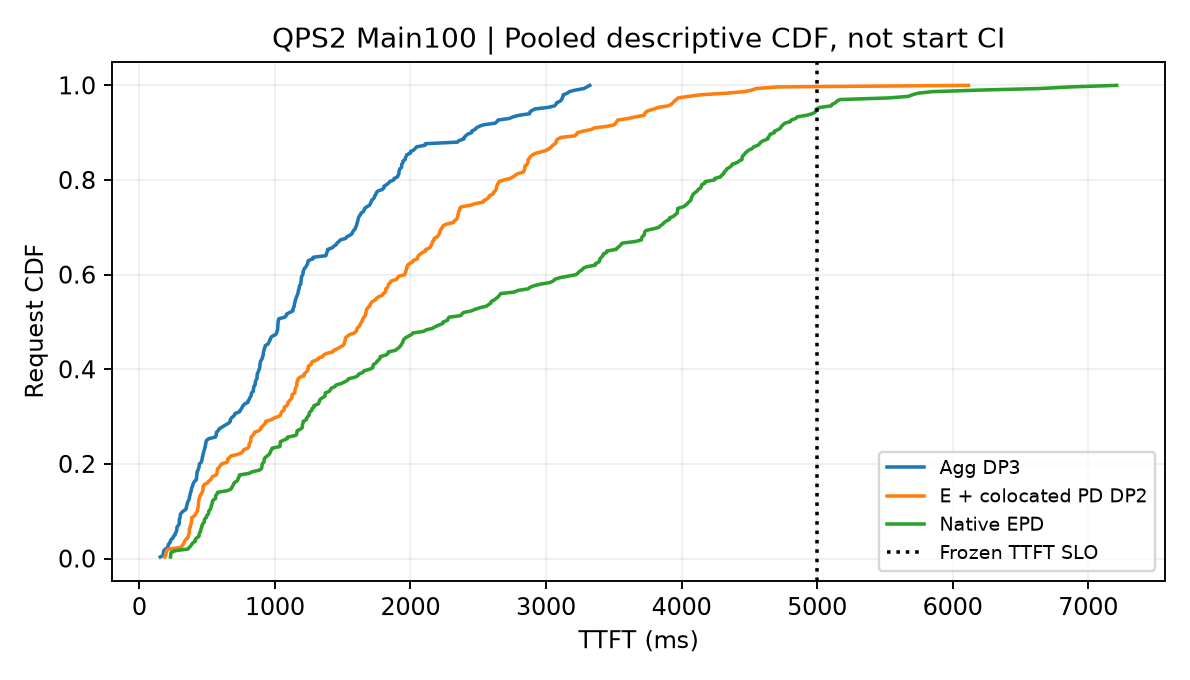 QPS2 Main100 | Pooled descriptive CDF, not start CI
Request CDF
1.0
0.8
0.6
0.4
0.2
0.0
Agg DP3
E + colocated PD DP2
Native EPD
Frozen TTFT SLO
0 1000 2000 3000 4000 5000 6000 7000
TTFT (ms)